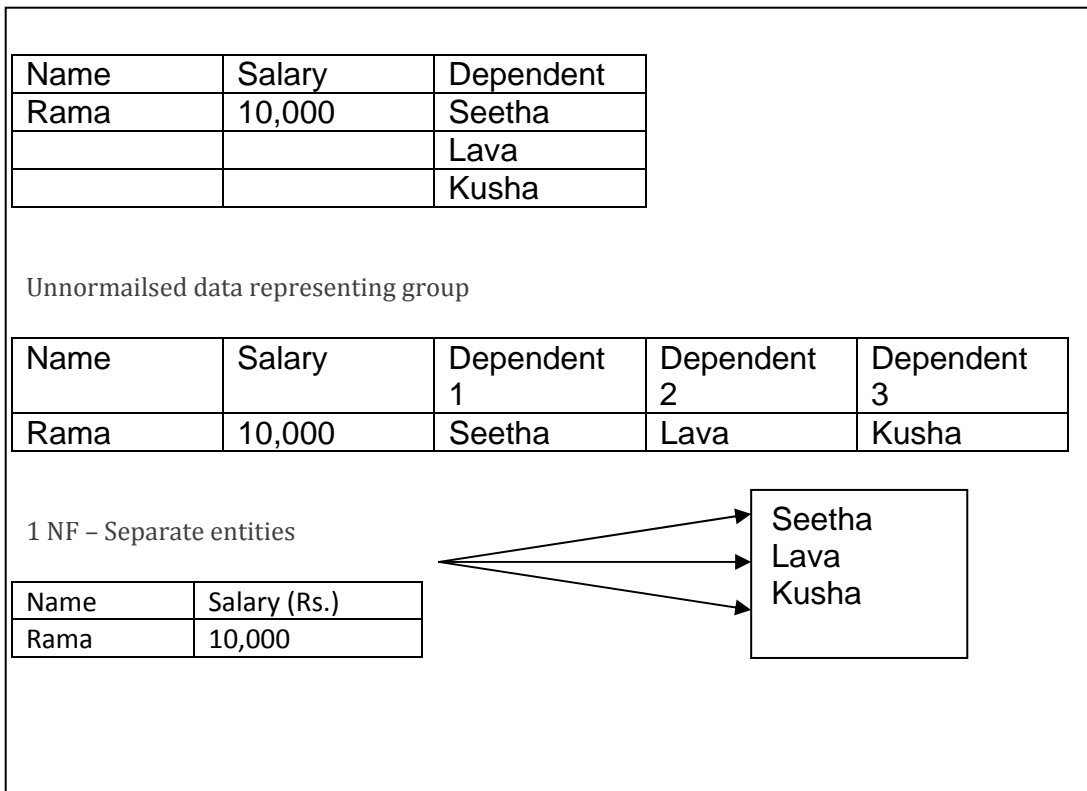 Name Salary Dependent
Rama 10,000 Seetha
Lava
Kusha
Unnormailsed data representing group
Name Salary Dependent 1 Dependent 2 Dependent 3
Rama 10,000 Seetha Lava Kusha
1 NF – Separate entities
Name Salary (Rs.)
Rama 10,000
Seetha
Lava
Kusha